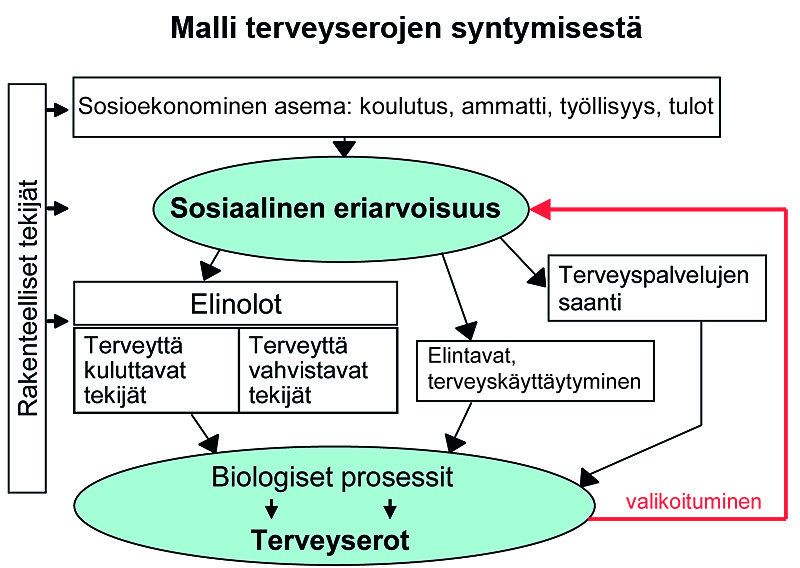 Malli terveyserojen syntymisestä
Rakenteelliset tekijät
Sosioekonominen asema: koulutus, ammatti, työllisyys, tulot
Sosiaalinen eriarvoisuus
Elinolot
Terveyttä
kuluttavat
tekijät
Terveyttä
vahvistavat
tekijät
Elintavat,
terveyskäyttäytyminen
Terveyspalvelujen
saanti
Biologiset prosessit
Terveyserot
valikoituminen